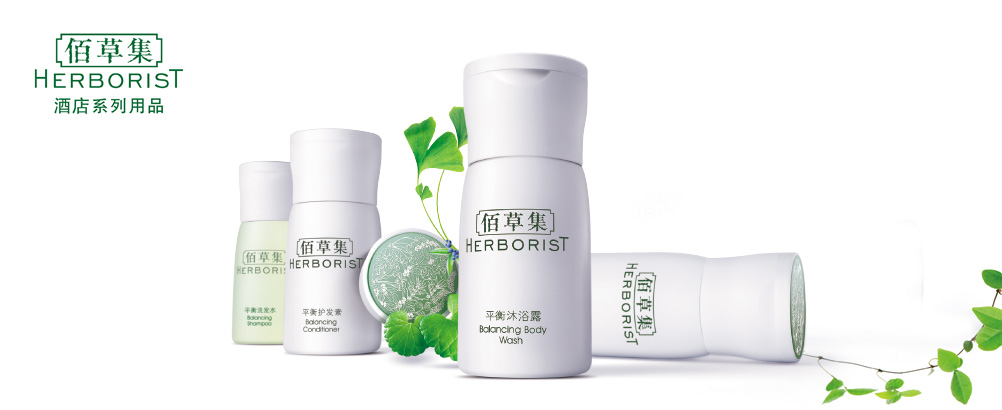 佰草集
HERBORIST
酒店系列用品
佰草集
HERBORIST
平衡洗发水
Balancing
Shampoo
佰草集
HERBORIST
平衡护发素
Balancing
Conditioner
佰草集
HERBORIST
平衡沐浴露
Balancing Body
Wash
佰草集
HERBORIST